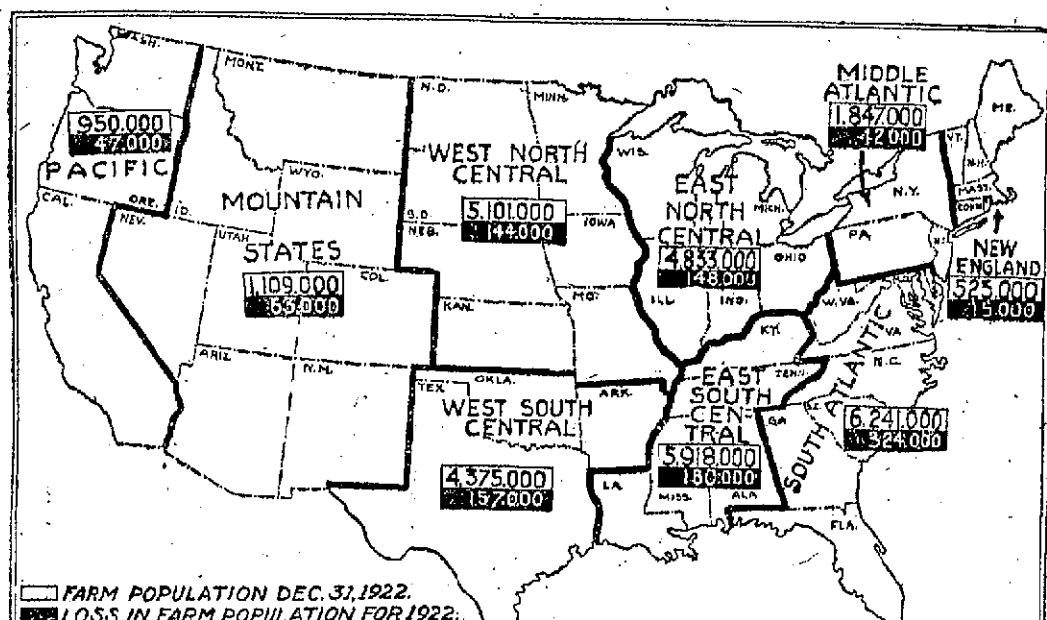 WASH.
MONT.
N.D.
MINN.
MIDDLE
ATLANTIC
1,847,000
42,000
ME.
VT.
N.H.
MASS.
CONN.
950,000
47,000
PACIFIC
WIS.
WEST NORTH
CENTRAL
5,101,000
144,000
EAST
NORTH
CENTRAL
4,833,000
148,000
MICH.
N.Y.
WYO.
MOUNTAIN
STATES
1,109,000
63,000
CAL.
ORE.
NEV.
ID.
UTAH
COL.
S.D.
NEB.
IOWA
PA.
N.J.
NEW
ENGLAND
525,000
15,000
OHIO
MO.
ILL.
IND.
KAN.
KY.
W.VA.
VA.
ARIZ.
N.M.
TEX.
OKLA.
ARK.
TENN.
N.C.
WEST SOUTH
CENTRAL
4,375,000
157,000
EAST
SOUTH
CEN-
TRAL
5,918,000
180,000
SOUTH ATLANTIC
6,241,000
324,000
S.C.
GA.
LA.
MISS.
ALA.
FLA.
FARM POPULATION DEC. 31, 1922.
LOSS IN FARM POPULATION FOR 1922.